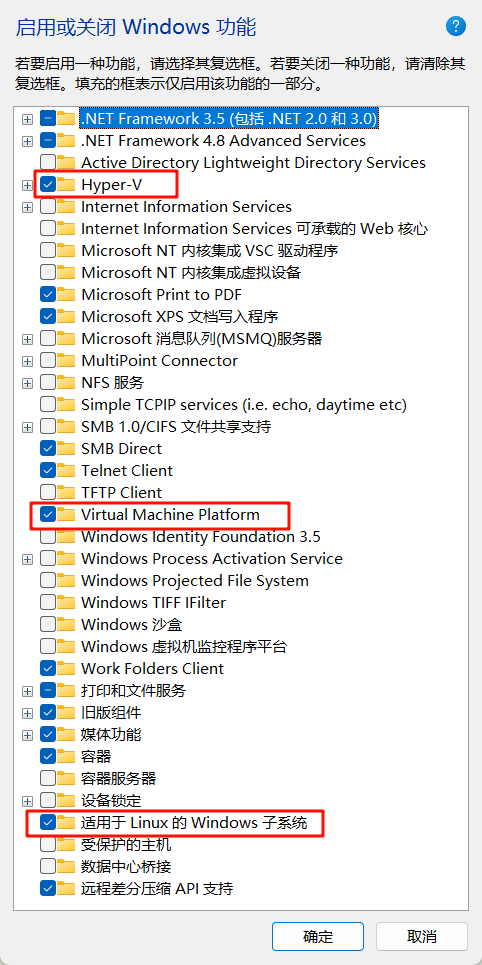 启用或关闭 Windows 功能
?
若要启用一种功能，请选择其复选框。若要关闭一种功能，请清除其
复选框。填充的框表示仅启用该功能的一部分。
.NET Framework 3.5 (包括 .NET 2.0 和 3.0)
.NET Framework 4.8 Advanced Services
Active Directory Lightweight Directory Services
Hyper-V
Internet Information Services
Internet Information Services 可承载的 Web 核心
Microsoft NT 内核集成 VSC 驱动程序
Microsoft NT 内核集成虚拟设备
Microsoft Print to PDF
Microsoft XPS 文档写入程序
Microsoft 消息队列(MSMQ)服务器
MultiPoint Connector
NFS 服务
Simple TCPIP services (i.e. echo, daytime etc)
SMB 1.0/CIFS 文件共享支持
SMB Direct
Telnet Client
TFTP Client
Virtual Machine Platform
Windows Identity Foundation 3.5
Windows Process Activation Service
Windows Projected File System
Windows TIFF IFilter
Windows 沙盒
Windows 虚拟机监控程序平台
Work Folders Client
打印和文件服务
旧版组件
媒体功能
容器
容器服务器
设备锁定
适用于 Linux 的 Windows 子系统
受保护的主机
数据中心桥接
远程差分压缩 API 支持
确定
取消